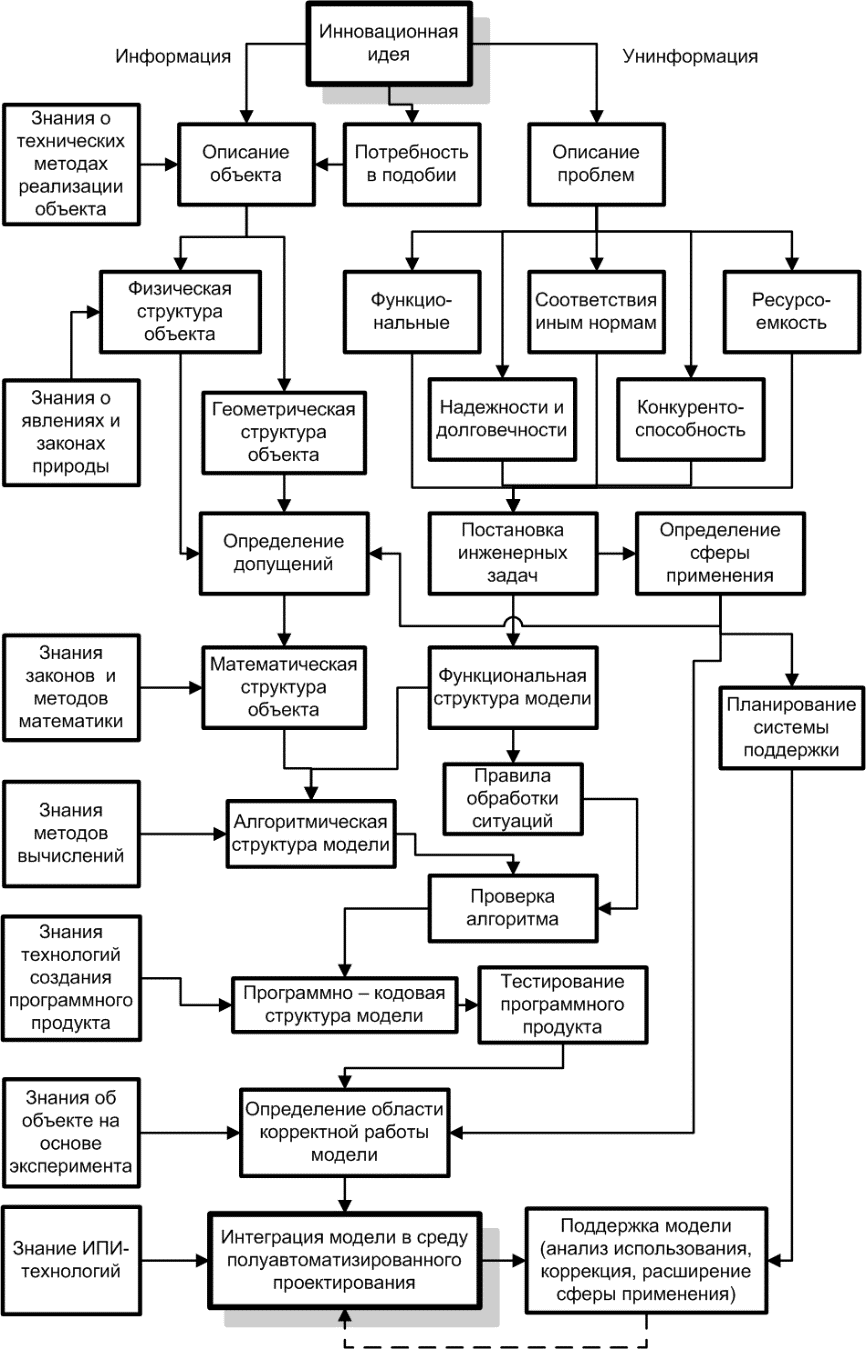 Инновационная
идея
Информация
Унинформация
Знания о
технических
методах
реализации
объекта
Описание
объекта
Потребность
в подобии
Описание
проблем
Физическая
структура
объекта
Функцио-
нальные
Соответствия
иным нормам
Ресурсо-
емкость
Знания о
явлениях и
законах
природы
Геометрическая
структура
объекта
Надежности и
долговечности
Конкуренто-
способность
Определение
допущений
Постановка
инженерных
задач
Определение
сферы
применения
Знания
законов и
методов
математики
Математическая
структура
объекта
Функциональная
структура модели
Планирование
системы
поддержки
Правила
обработки
ситуаций
Знания
методов
вычислений
Алгоритмическая
структура модели
Проверка
алгоритма
Знания
технологий
создания
программного
продукта
Программно – кодовая
структура модели
Тестирование
программного
продукта
Знания об
объекте на
основе
эксперимента
Определение области
корректной работы
модели
Знание ИПИ-
технологий
Интеграция модели в среду
полуавтоматизированного
проектирования
Поддержка модели
(анализ использования,
коррекция, расширение
сферы применения)